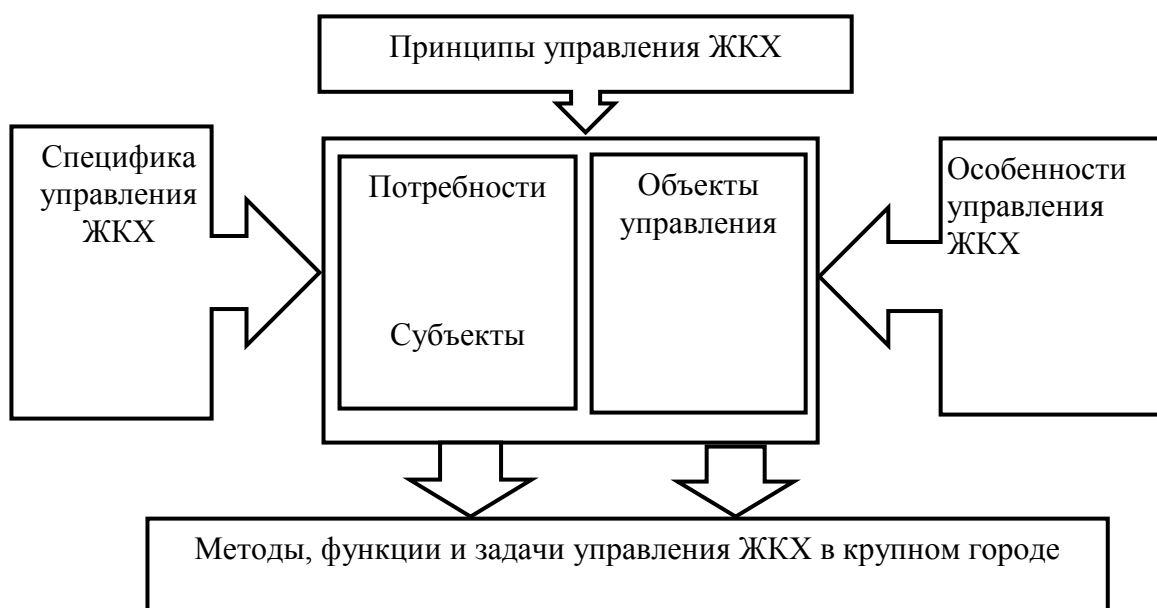 Принципы управления ЖКХ
Специфика
управления
ЖКХ
Потребности
Субъекты
Объекты
управления
Особенности
управления
ЖКХ
Методы, функции и задачи управления ЖКХ в крупном городе